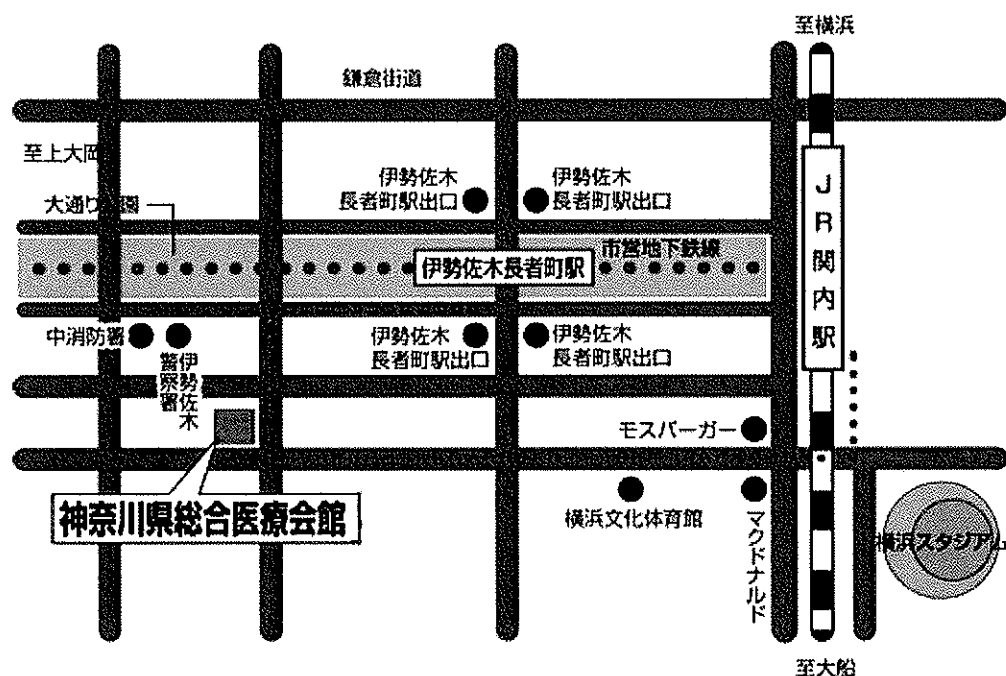 至横浜
鎌倉街道
至上大岡
伊勢佐木
長者町駅出口
伊勢佐木
長者町駅出口
大通り公園
市営地下鉄線
伊勢佐木長者町駅
JR関内駅
中消防署
伊勢佐木
警察署
伊勢佐木
長者町駅出口
伊勢佐木
長者町駅出口
モスバーガー
神奈川県総合医療会館
横浜文化体育館
マクドナルド
横浜スタジアム
至大船